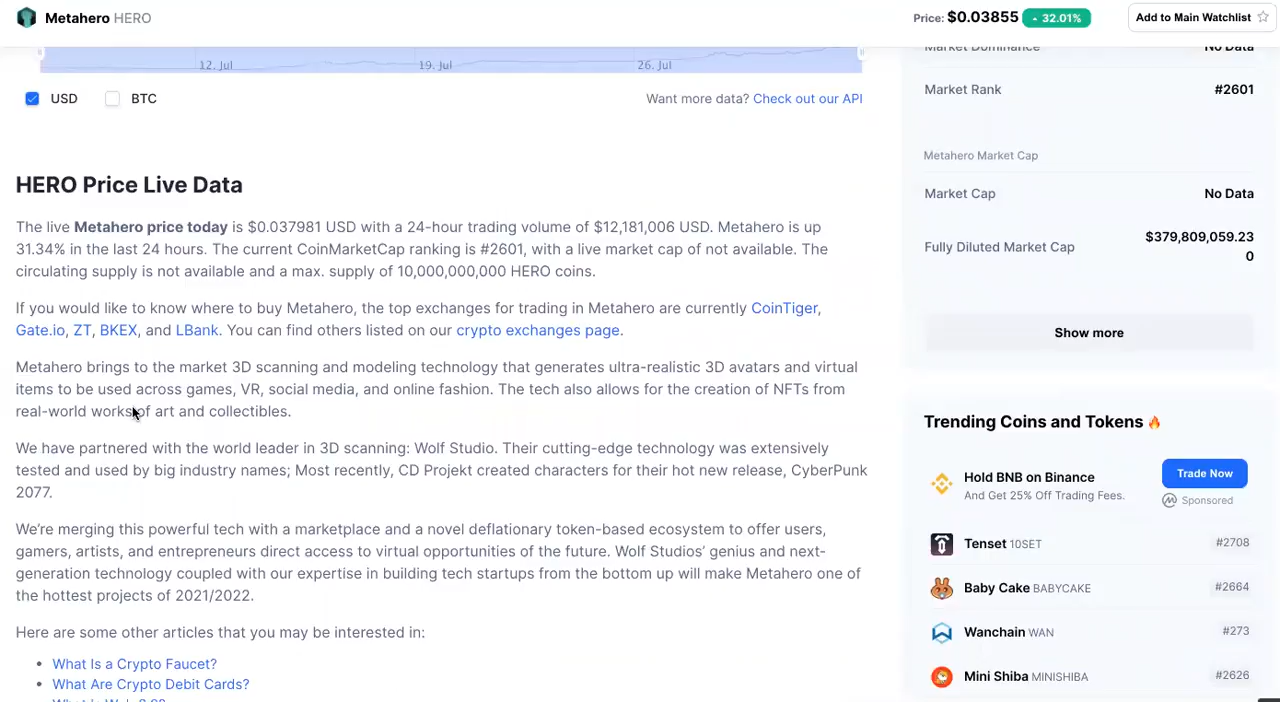 Metahero HERO
Price: $0.03855 32.01%
Add to Main Watchlist
12. Jul 19. Jul 26. Jul
USD BTC
Want more data? Check out our API
HERO Price Live Data
The live Metahero price today is $0.037981 USD with a 24-hour trading volume of $12,181,006 USD. Metahero is up
31.34% in the last 24 hours. The current CoinMarketCap ranking is #2601, with a live market cap of not available. The
circulating supply is not available and a max. supply of 10,000,000,000 HERO coins.
If you would like to know where to buy Metahero, the top exchanges for trading in Metahero are currently CoinTiger,
Gate.io, ZT, BKEX, and LBank. You can find others listed on our crypto exchanges page.
Metahero brings to the market 3D scanning and modeling technology that generates ultra-realistic 3D avatars and virtual
items to be used across games, VR, social media, and online fashion. The tech also allows for the creation of NFTs from
real-world works of art and collectibles.
We have partnered with the world leader in 3D scanning: Wolf Studio. Their cutting-edge technology was extensively
tested and used by big industry names; Most recently, CD Projekt created characters for their hot new release, CyberPunk
2077.
We’re merging this powerful tech with a marketplace and a novel deflationary token-based ecosystem to offer users,
gamers, artists, and entrepreneurs direct access to virtual opportunities of the future. Wolf Studios’ genius and next-
generation technology coupled with our expertise in building tech startups from the bottom up will make Metahero one of
the hottest projects of 2021/2022.
Here are some other articles that you may be interested in:
• What Is a Crypto Faucet?
• What Are Crypto Debit Cards?
Market Dominance No Data
Market Rank #2601
Metahero Market Cap
Market Cap No Data
Fully Diluted Market Cap $379,809,059.23
0
Show more
Trending Coins and Tokens 🔥
Hold BNB on Binance
And Get 25% Off Trading Fees.
Trade Now
Sponsored
Tenset 10SET #2708
Baby Cake BABYCAKE #2664
Wanchain WAN #273
Mini Shiba MINISHIBA #2626